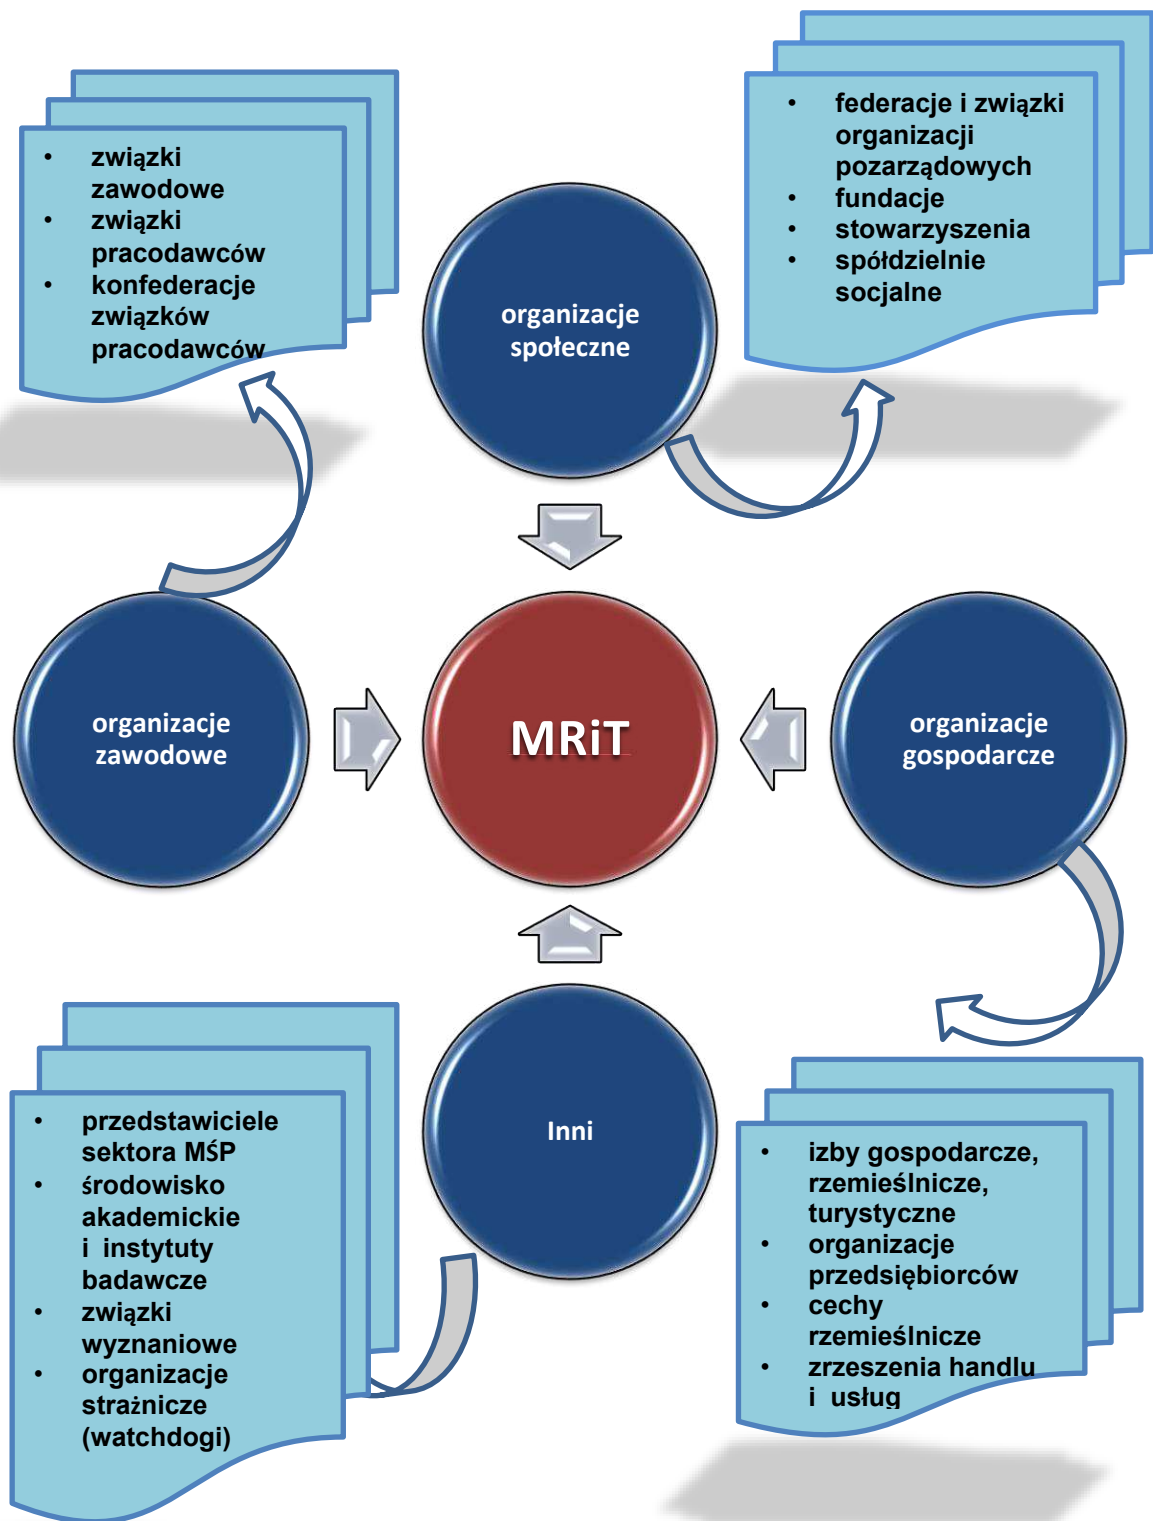 • związki
zawodowe
• związki
pracodawców
• konfederacje
związków
pracodawców
• federacje i związki
organizacji
pozarządowych
• fundacje
• stowarzyszenia
• spółdzielnie
socjalne
organizacje
społeczne
organizacje
zawodowe
MRiT
organizacje
gospodarcze
Inni
• przedstawiciele
sektora MŚP
• środowisko
akademickie
i instytuty
badawcze
• związki
wyznaniowe
• organizacje
strażnicze
(watchdogi)
• izby gospodarcze,
rzemieślnicze,
turystyczne
• organizacje
przedsiębiorców
• cechy
rzemieślnicze
• zrzeszenia handlu
i usług